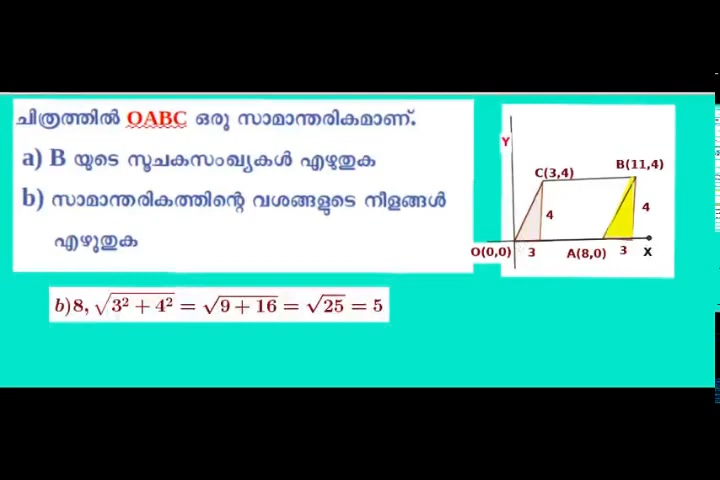 ചിത്രത്തിൽ OABC ഒരു സാമാന്തരികമാണ്.
a) B യുടെ സൂചകസംഖ്യകൾ എഴുതുക
b) സാമാന്തരികത്തിന്റെ വശങ്ങളുടെ നീളങ്ങൾ
എഴുതുക
Y
C(3,4)
B(11,4)
4
4
O(0,0)
3
A(8,0)
3
X
b)8, √(3² + 4²) = √(9 + 16) = √25 = 5